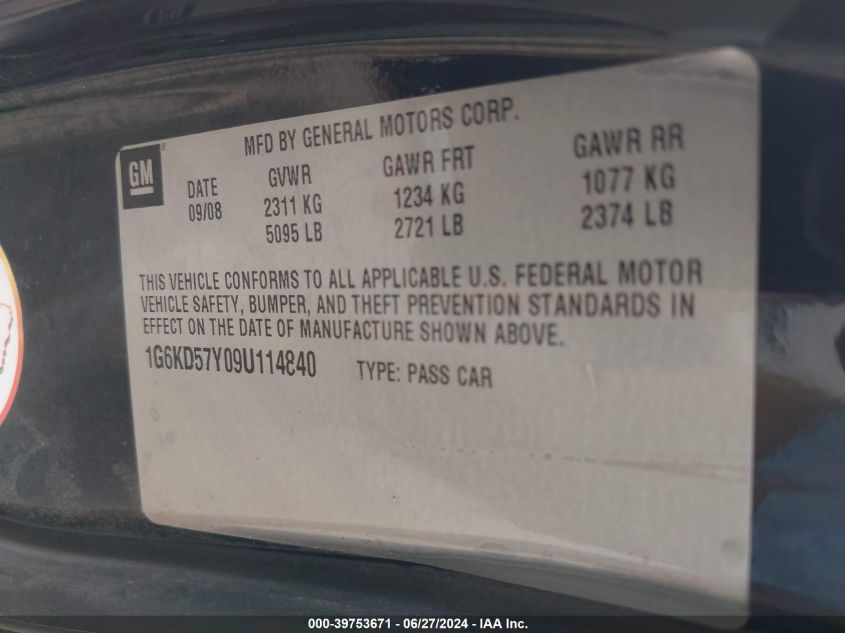 MFD BY GENERAL MOTORS CORP.
GM
®
DATE
09/08
GVWR
2311 KG
5095 LB
GAWR FRT
1234 KG
2721 LB
GAWR RR
1077 KG
2374 LB
THIS VEHICLE CONFORMS TO ALL APPLICABLE U.S. FEDERAL MOTOR
VEHICLE SAFETY, BUMPER, AND THEFT PREVENTION STANDARDS IN
EFFECT ON THE DATE OF MANUFACTURE SHOWN ABOVE.
1G6KD57Y09U114840
TYPE: PASS CAR
000-39753671 - 06/27/2024 - IAA Inc.